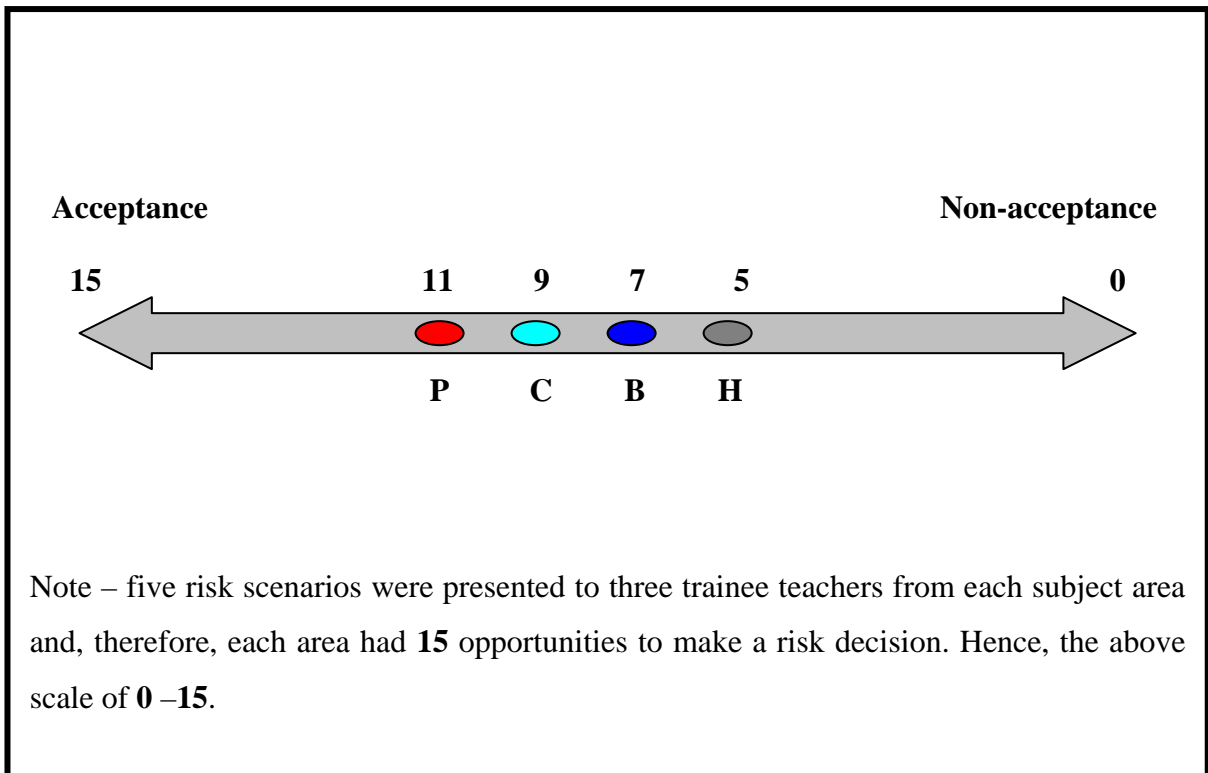 Acceptance Non-acceptance
15 11 9 7 5 0
P C B H
Note – five risk scenarios were presented to three trainee teachers from each subject area
and, therefore, each area had 15 opportunities to make a risk decision. Hence, the above
scale of 0 –15.